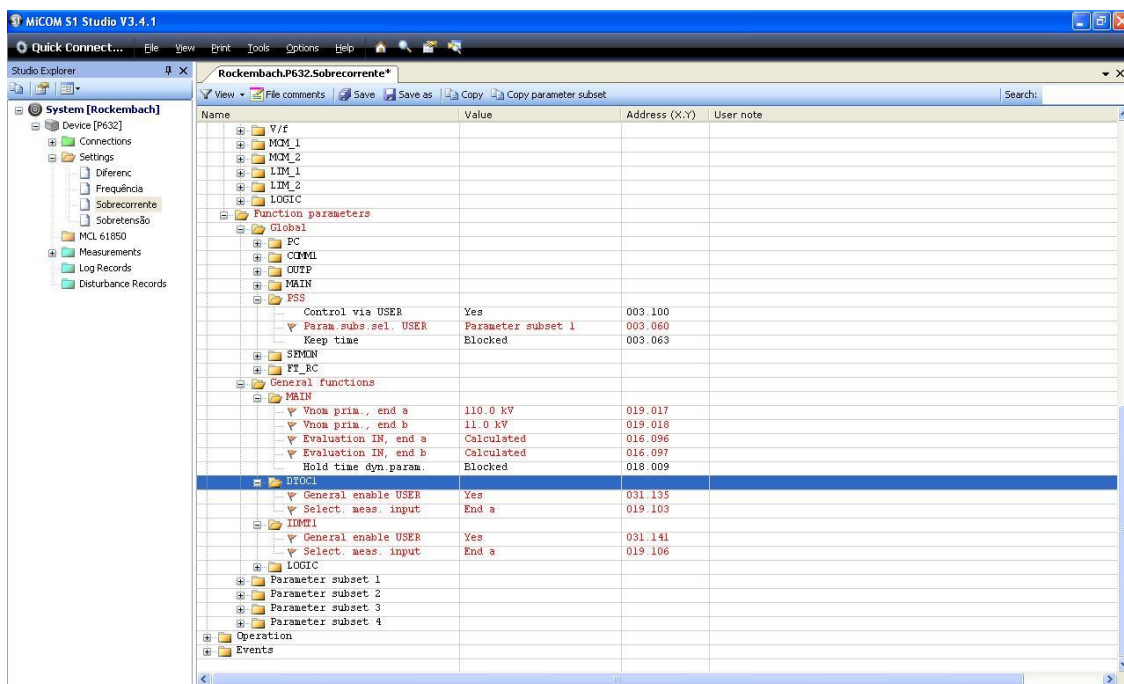 MiCOM S1 Studio V3.4.1
Quick Connect... File View Print Tools Options Help
Studio Explorer
System [Rockembach]
Device [P632]
Connections
Settings
Diferenc
Frequência
Sobrecorrente
Sobretensão
MCL 61850
Measurements
Log Records
Disturbance Records
Rockembach.P632.Sobrecorrente*
View File comments Save Save as Copy Copy parameter subset Search:
Name Value Address (X.Y) User note
V/f
MCM_1
MCM_2
LIM_1
LIM_2
LOGIC
Function parameters
Global
PC
COMM1
OUTP
MAIN
PSS
Control via USER Yes 003.100
Param.subs.sel. USER Parameter subset 1 003.060
Keep time Blocked 003.063
SFMON
FT_RC
General functions
MAIN
Vnom prim., end a 110.0 kV 019.017
Vnom prim., end b 11.0 kV 019.018
Evaluation IN, end a Calculated 016.096
Evaluation IN, end b Calculated 016.097
Hold time dyn.param. Blocked 018.009
DTOC1
General enable USER Yes 031.135
Select. meas. input End a 019.103
IDMT1
General enable USER Yes 031.141
Select. meas. input End a 019.106
LOGIC
Parameter subset 1
Parameter subset 2
Parameter subset 3
Parameter subset 4
Operation
Events